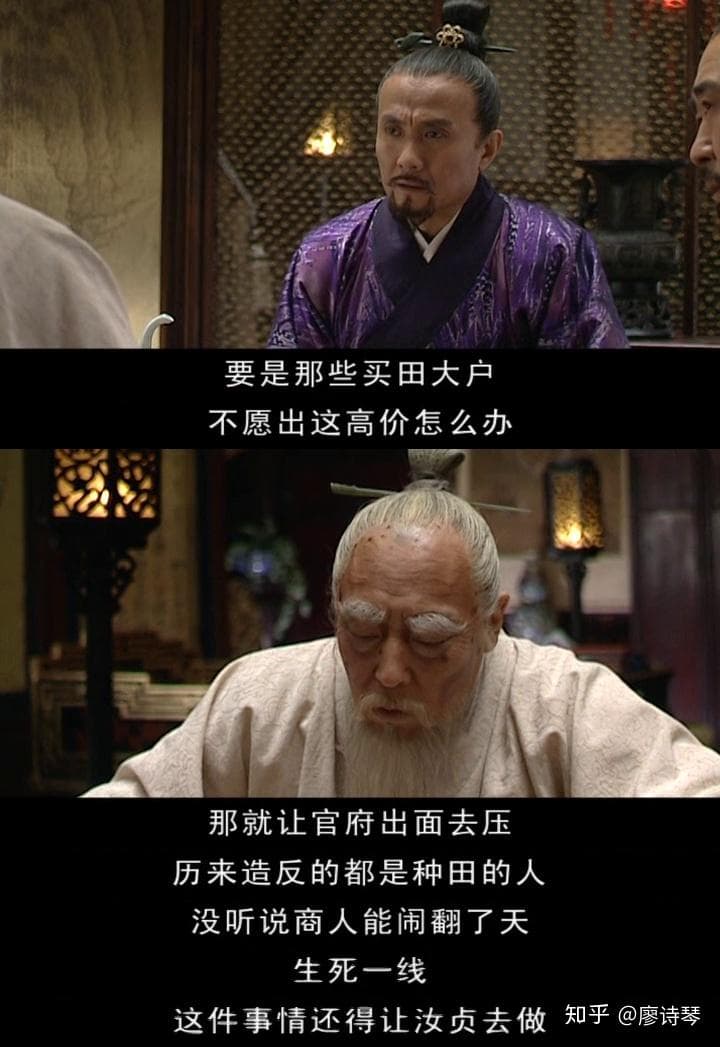 要是那些买田大户
不愿出这高价怎么办
那就让官府出面去压
历来造反的都是种田的人
没听说商人能闹翻了天
生死一线
这件事情还得让汝贞去做
知乎 @廖诗琴